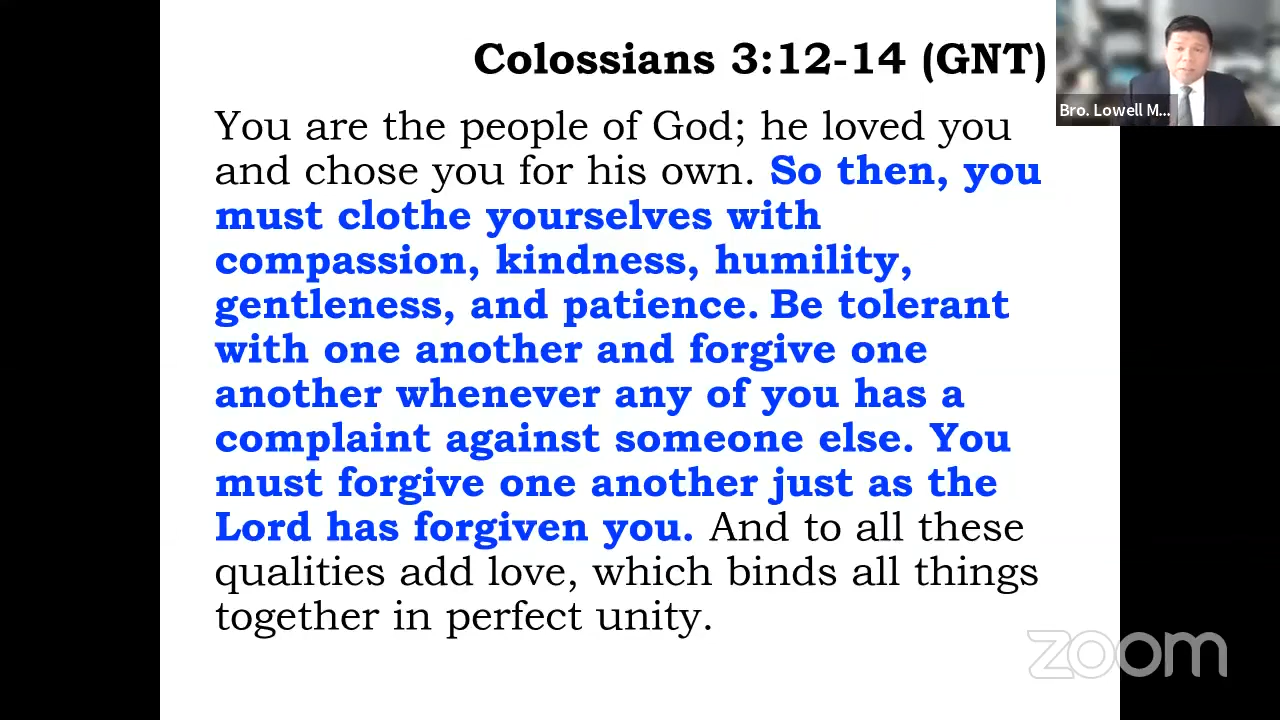 Colossians 3:12-14 (GNT)
Bro. Lowell M...
You are the people of God; he loved you
and chose you for his own. So then, you
must clothe yourselves with
compassion, kindness, humility,
gentleness, and patience. Be tolerant
with one another and forgive one
another whenever any of you has a
complaint against someone else. You
must forgive one another just as the
Lord has forgiven you. And to all these
qualities add love, which binds all things
together in perfect unity.
zoom